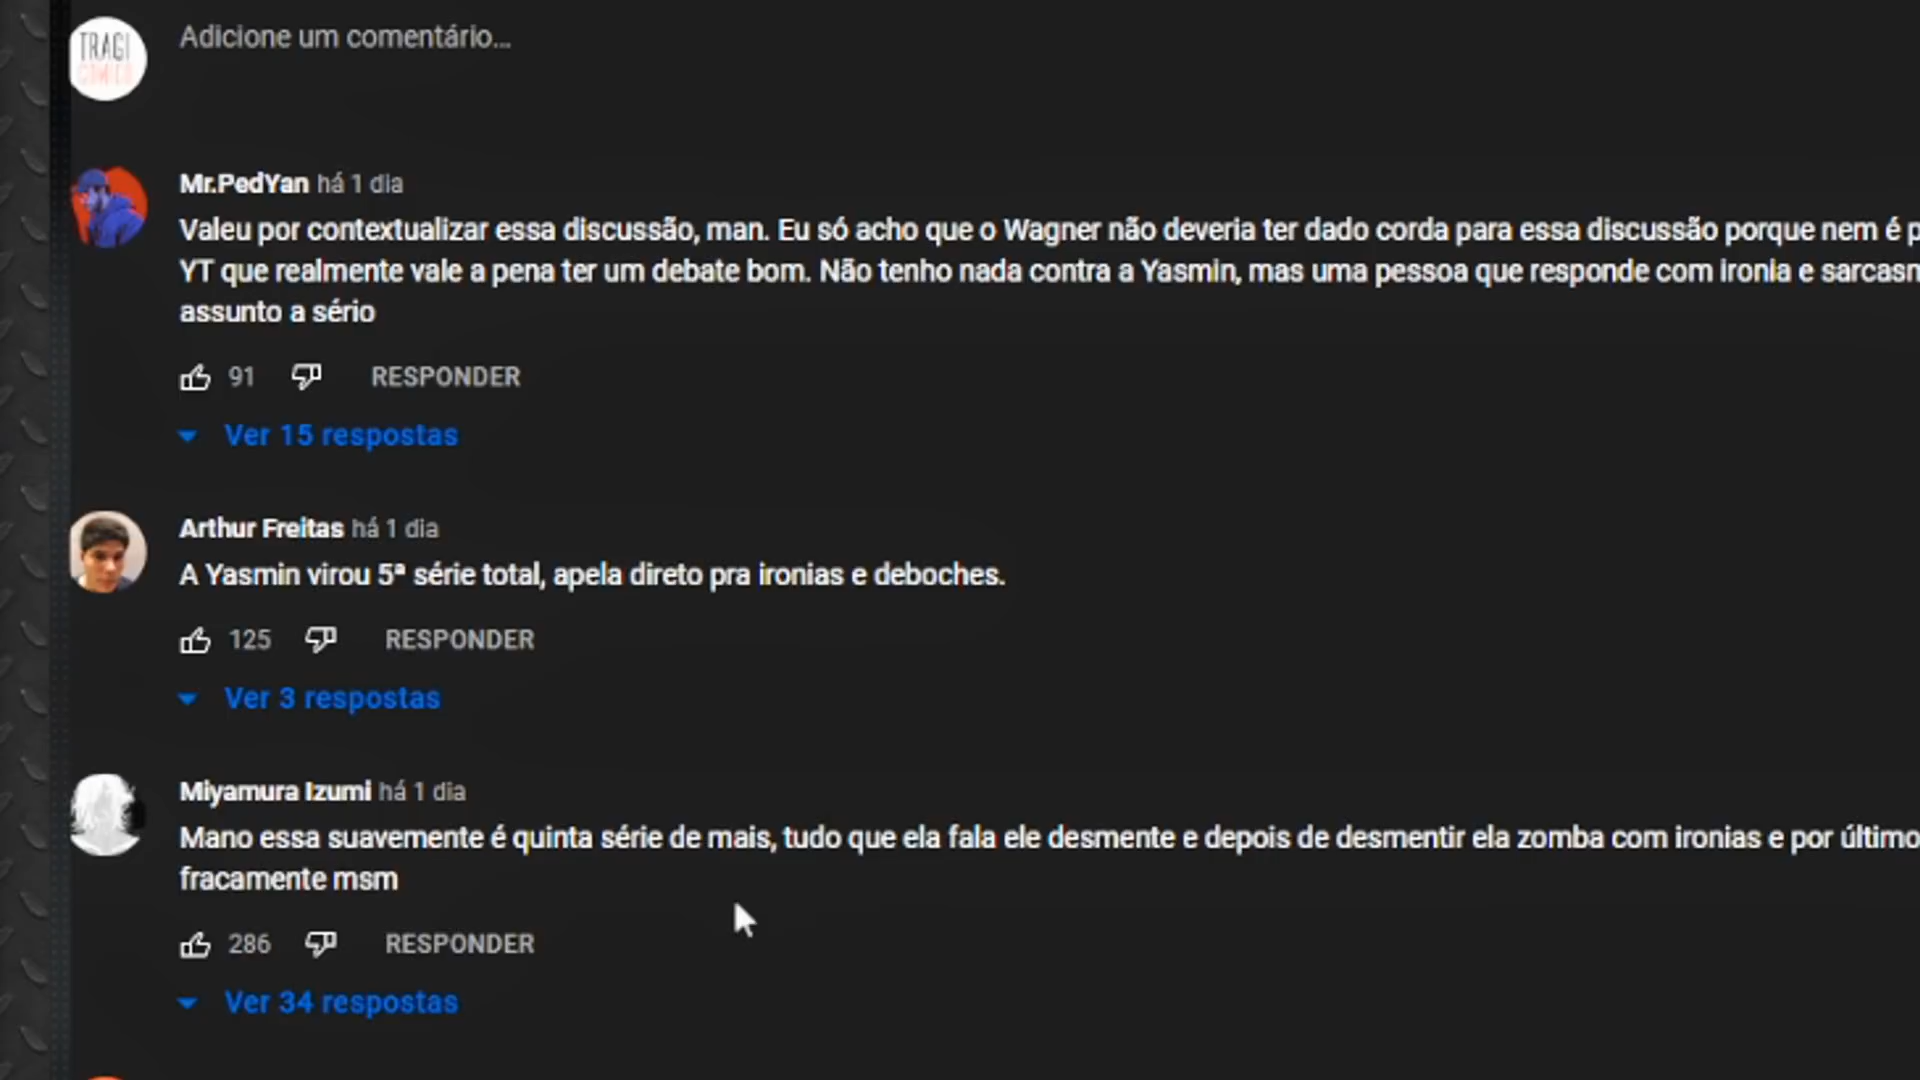 TRAGI
CÔMICO
Adicione um comentário...
Mr.PedYan há 1 dia
Valeu por contextualizar essa discussão, man. Eu só acho que o Wagner não deveria ter dado corda para essa discussão porque nem é p
YT que realmente vale a pena ter um debate bom. Não tenho nada contra a Yasmin, mas uma pessoa que responde com ironia e sarcasm
assunto a sério
91 RESPONDER
Ver 15 respostas
Arthur Freitas há 1 dia
A Yasmin virou 5ª série total, apela direto pra ironias e deboches.
125 RESPONDER
Ver 3 respostas
Miyamura Izumi há 1 dia
Mano essa suavemente é quinta série de mais, tudo que ela fala ele desmente e depois de desmentir ela zomba com ironias e por último
fracamente msm
286 RESPONDER
Ver 34 respostas